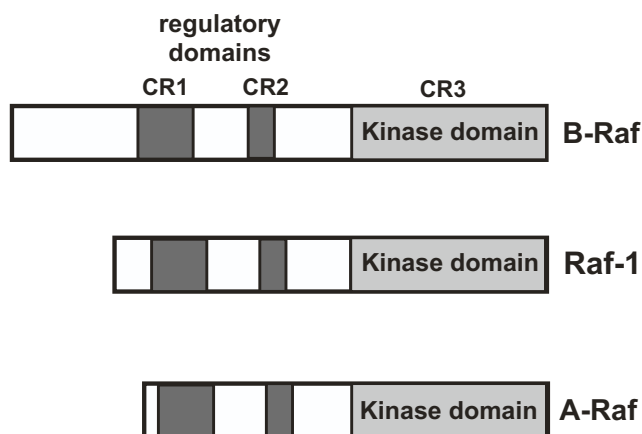 regulatory
domains
CR1 CR2 CR3
Kinase domain B-Raf
Kinase domain Raf-1
Kinase domain A-Raf